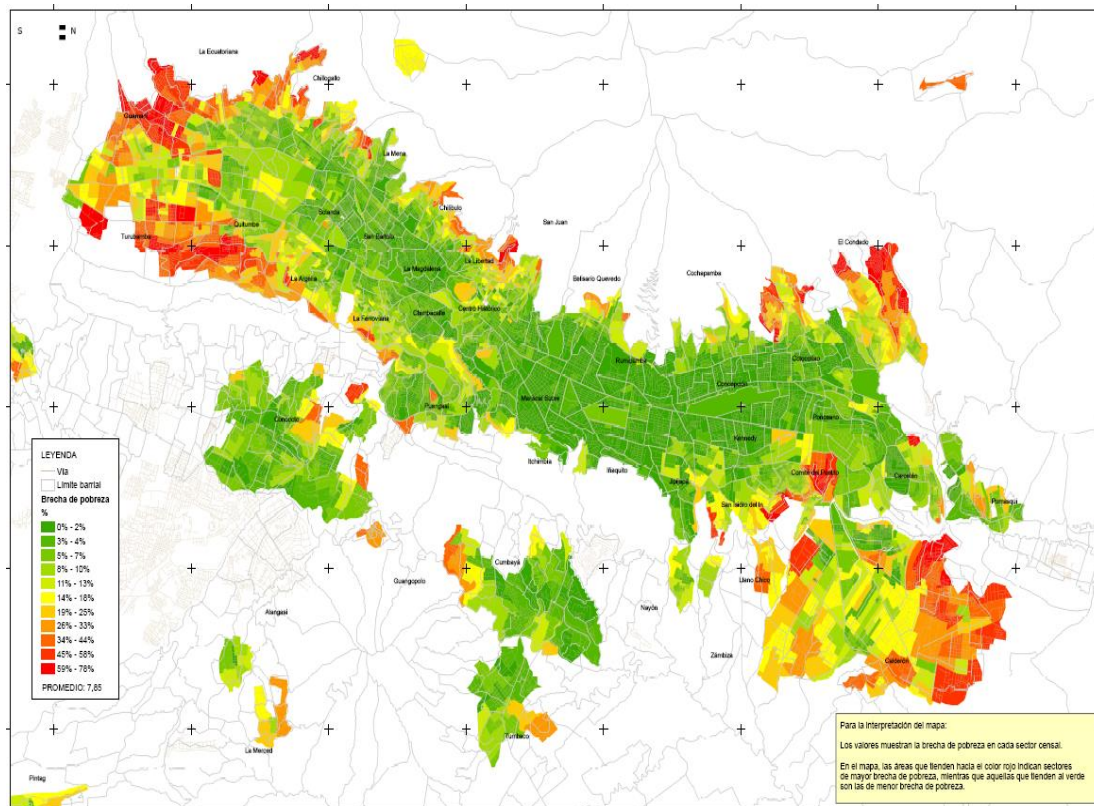 S N
La Ecuatoriana
Chillogallo
Guamaní
La Mena
Solanda
Chilibulo
San Juan
Turubamba
Quitumbe
San Bartolo
El Condado
La Magdalena
La Libertad
La Argelia
Belisario Quevedo
Cochapamba
La Ferroviaria
Chimbacalle
Centro Histórico
Rumipamba
Cotocollao
Concepción
Mariscal Sucre
Puengasí
Conocoto
Ponceano
Kennedy
Itchimbía
Iñaquito
Jipijapa
Comité del Pueblo
Carcelén
Pomasqui
San Isidro del In
LEYENDA
Vía
Límite barrial
Brecha de pobreza
%
0% - 2%
3% - 4%
5% - 7%
8% - 10%
11% - 13%
14% - 18%
19% - 25%
26% - 33%
34% - 44%
45% - 58%
59% - 78%
PROMEDIO: 7,65
Cumbayá
Guangopolo
Llano Chico
Nayón
Alangasí
Zámbiza
Calderón
Tumbaco
La Merced
Pintag
Para la interpretación del mapa:
Los valores muestran la brecha de pobreza en cada sector censal.
En el mapa, las áreas que tienden hacia el color rojo indican sectores
de mayor brecha de pobreza, mientras que aquellas que tienden al verde
son las de menor brecha de pobreza.